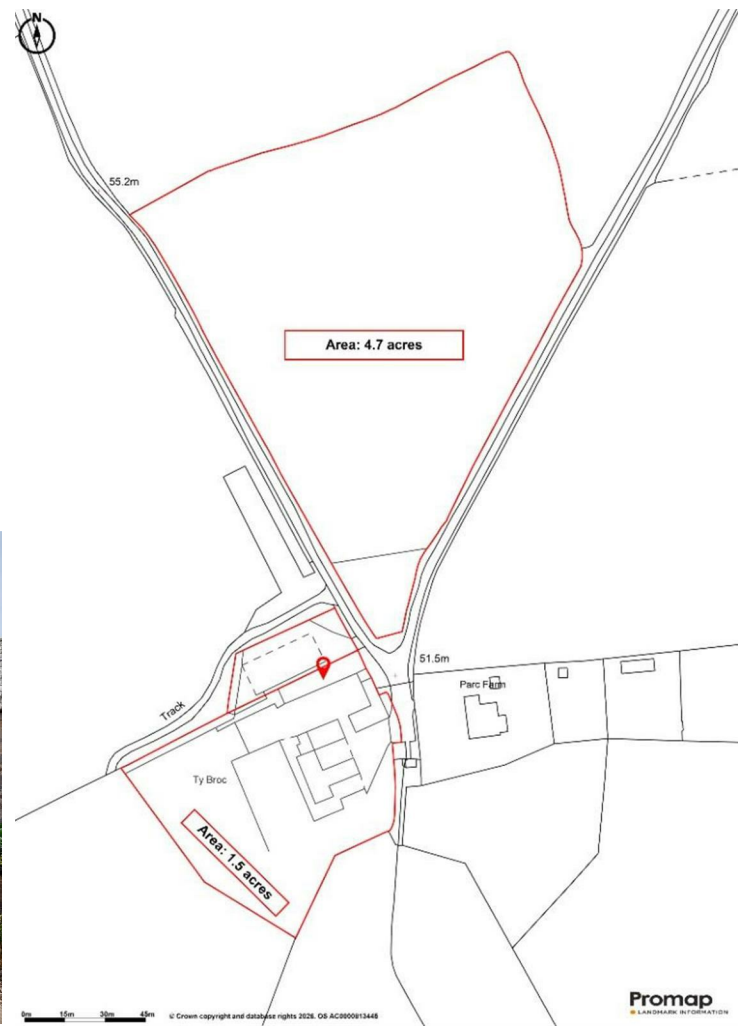 N
55.2m
Area: 4.7 acres
51.5m
Parc Farm
Track
Ty Broc
Area: 1.5 acres
0m 15m 30m 45m
© Crown copyright and database rights 2026. OS AC0000813445
Promap
LANDMARK INFORMATION